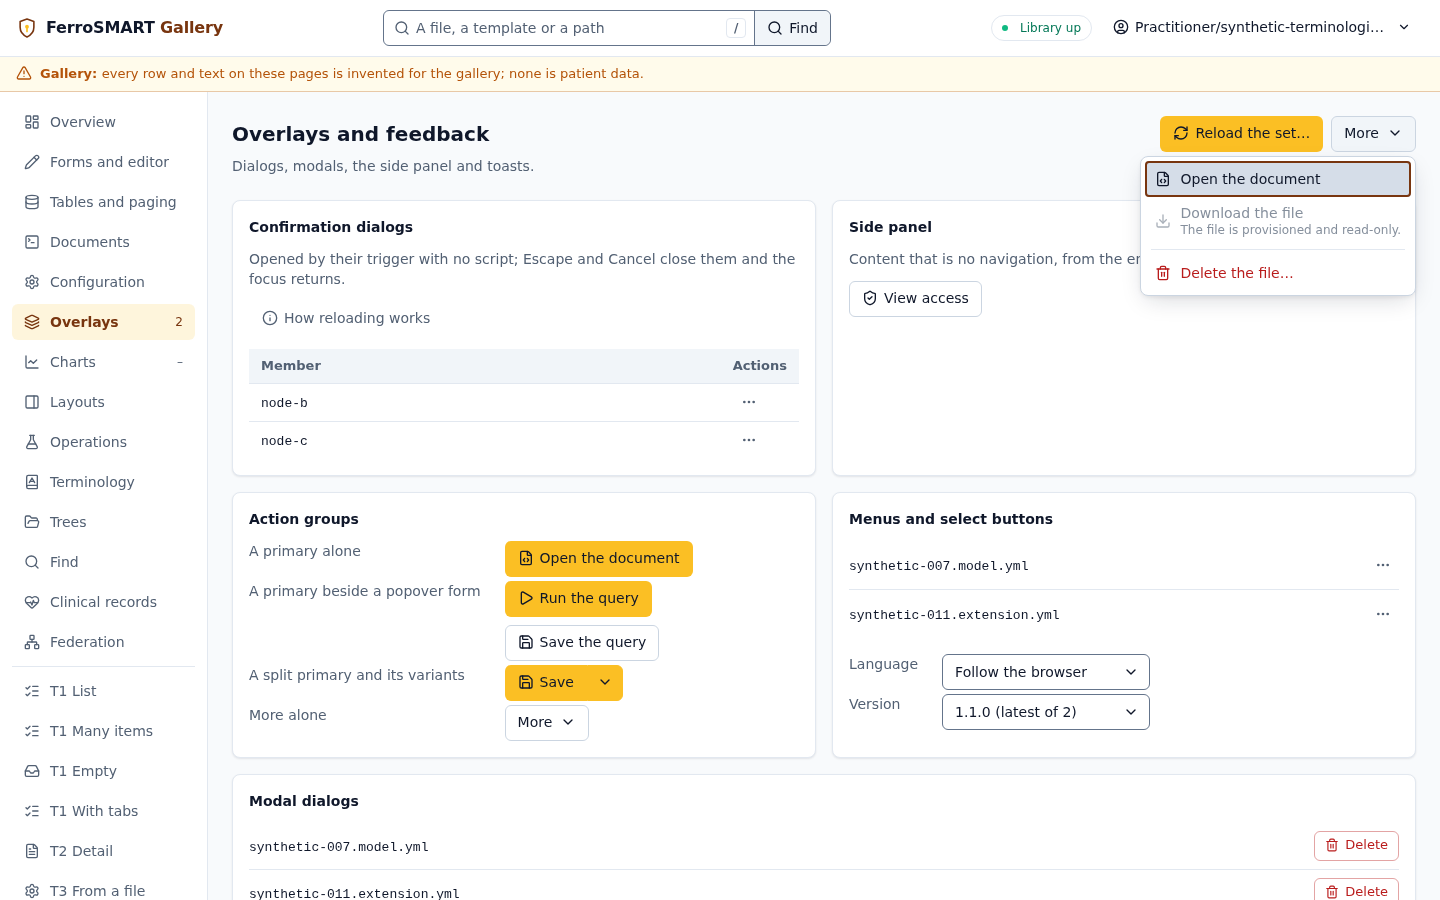 FerroSMART Gallery
A file, a template or a path
/
Find
Library up
Practitioner/synthetic-terminologi…
Gallery: every row and text on these pages is invented for the gallery; none is patient data.
Overview
Forms and editor
Tables and paging
Documents
Configuration
Overlays
2
Charts
–
Layouts
Operations
Terminology
Trees
Find
Clinical records
Federation
T1 List
T1 Many items
T1 Empty
T1 With tabs
T2 Detail
T3 From a file
Overlays and feedback
Dialogs, modals, the side panel and toasts.
Reload the set…
More
Open the document
Download the file
The file is provisioned and read-only.
Delete the file…
Confirmation dialogs
Opened by their trigger with no script; Escape and Cancel close them and the
focus returns.
How reloading works
Member
Actions
node-b
node-c
Side panel
Content that is no navigation, from the
View access
Action groups
A primary alone
Open the document
A primary beside a popover form
Run the query
Save the query
A split primary and its variants
Save
More alone
More
Menus and select buttons
synthetic-007.model.yml
synthetic-011.extension.yml
Language
Follow the browser
Version
1.1.0 (latest of 2)
Modal dialogs
synthetic-007.model.yml
Delete
synthetic-011.extension.yml
Delete